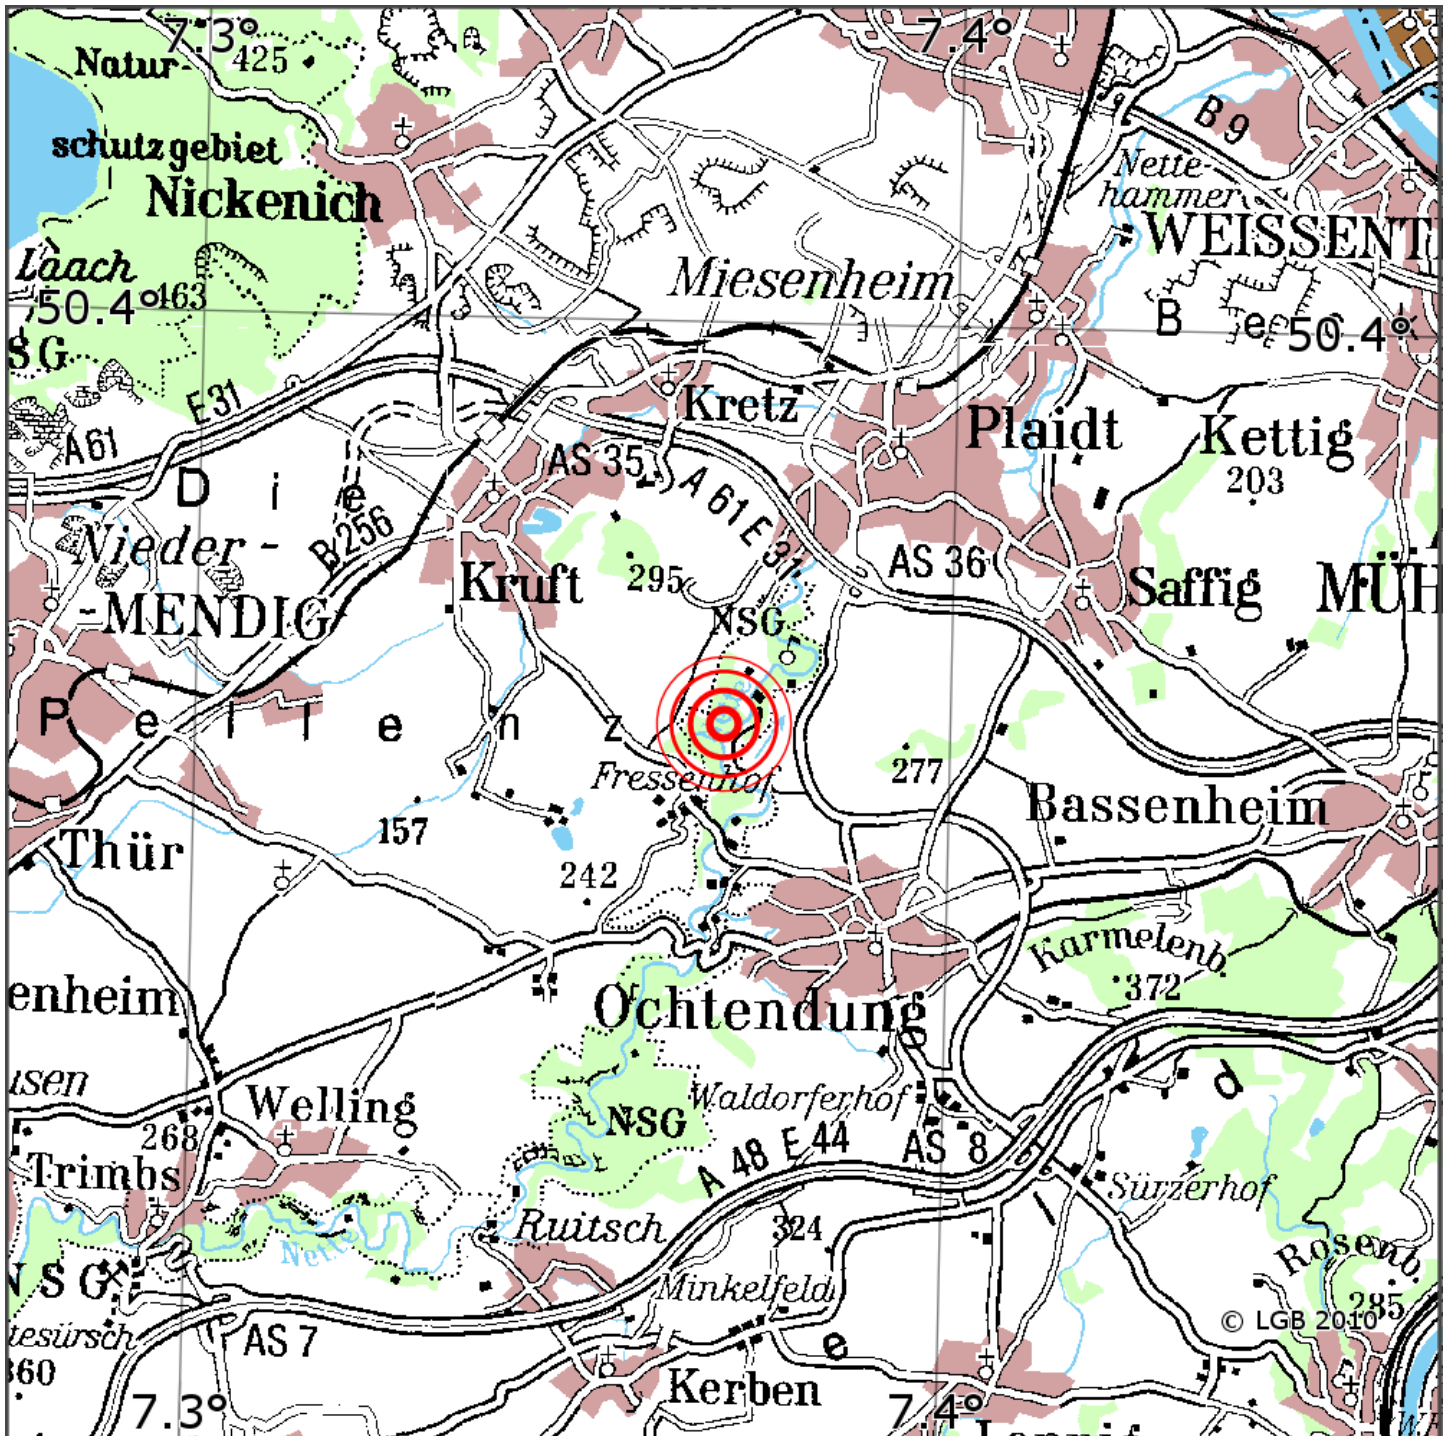 7.3°
7.4°
Natur-
425
schutzgebiet
B 9
Nickenich
Nette-
hammer
WEISSENT
Laach
463
Miesenheim
50.4°
B e
50.4°
SG
E31
Kretz
A61
AS 35
Plaidt
Kettig
203
D i e
A 61 E 31
Nieder-
B 256
295
AS 36
Kruft
Saffig
MÜH
-MENDIG
NSG
P e l l e n z
Fressenhof
277
157
Bassenheim
Thür
242
Karmelenb.
372
enheim
Ochtendung
usen
Welling
Waldorferhof
d
268
NSG
A 48 E 44
AS 8
Trimbs
Sürzerhof
Ruitsch
324
Nette
Rosenb.
NSG
Minkelfeld
285
© LGB 2010
tesürsch
AS 7
e
360
Kerben
7.3°
7.4°